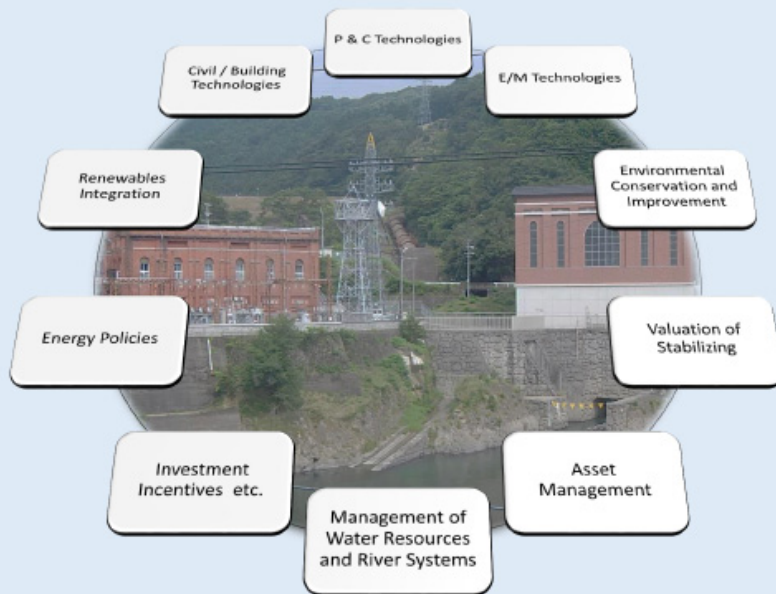 P & C Technologies
Civil / Building
Technologies
E/M Technologies
Renewables
Integration
Environmental
Conservation and
Improvement
Energy Policies
Valuation of
Stabilizing
Investment
Incentives etc.
Asset
Management
Management of
Water Resources
and River Systems